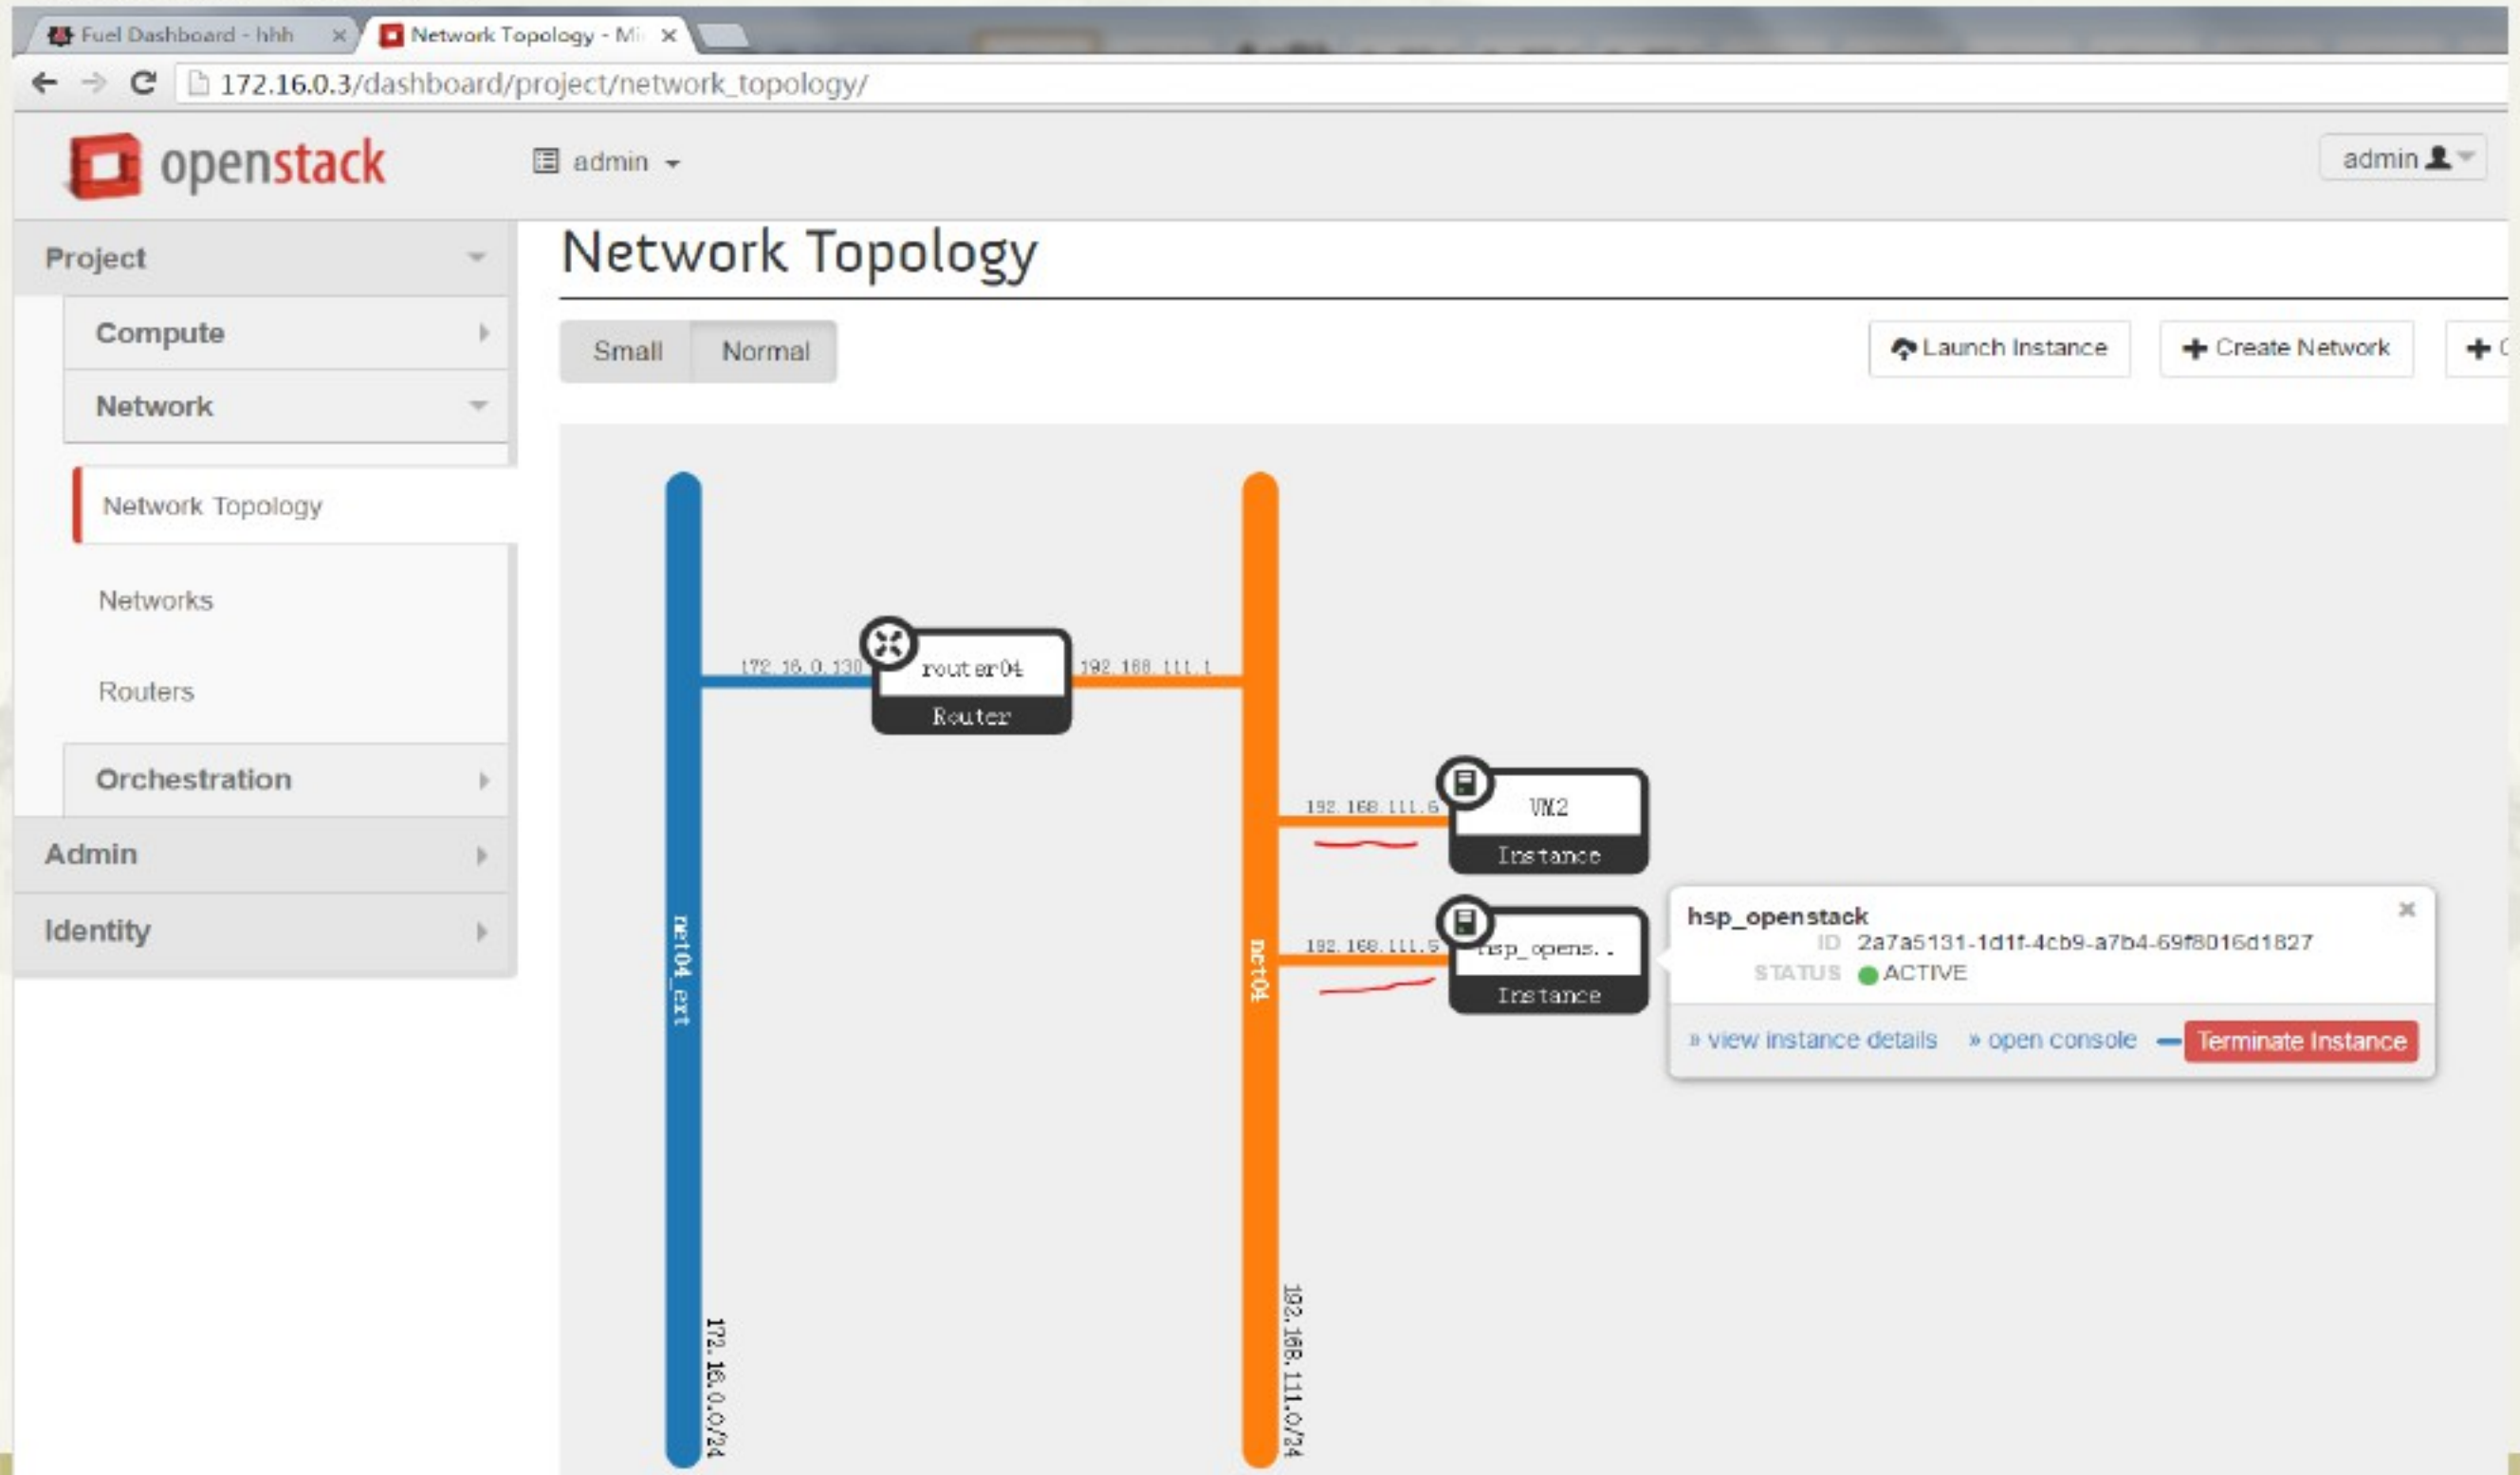 Fuel Dashboard - hhh
Network Topology - Mi
172.16.0.3/dashboard/project/network_topology/
openstack
admin
admin
Project
Compute
Network
Network Topology
Networks
Routers
Orchestration
Admin
Identity
Network Topology
Small Normal
Launch Instance
Create Network
172.16.0.130
router04
Router
192.168.111.1
192.168.111.6
VM2
Instance
192.168.111.5
hsp_opens..
Instance
hsp_openstack
ID 2a7a5131-1d1f-4cb9-a7b4-69f8016d1827
STATUS ACTIVE
» view instance details » open console Terminate Instance
net04_ext
172.16.0.0/24
net04
192.168.111.0/24